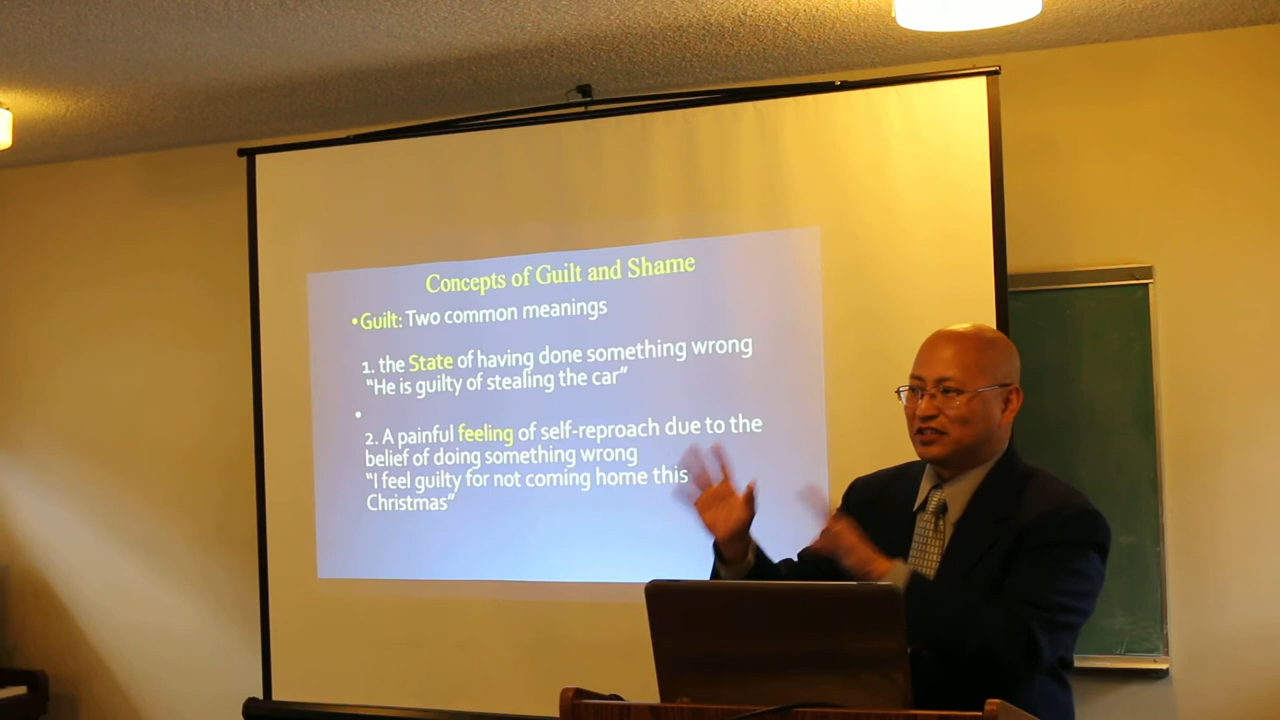 Concepts of Guilt and Shame
• Guilt: Two common meanings
1. the State of having done something wrong
“He is guilty of stealing the car”
•
2. A painful feeling of self-reproach due to the
belief of doing something wrong
“I feel guilty for not coming home this
Christmas”